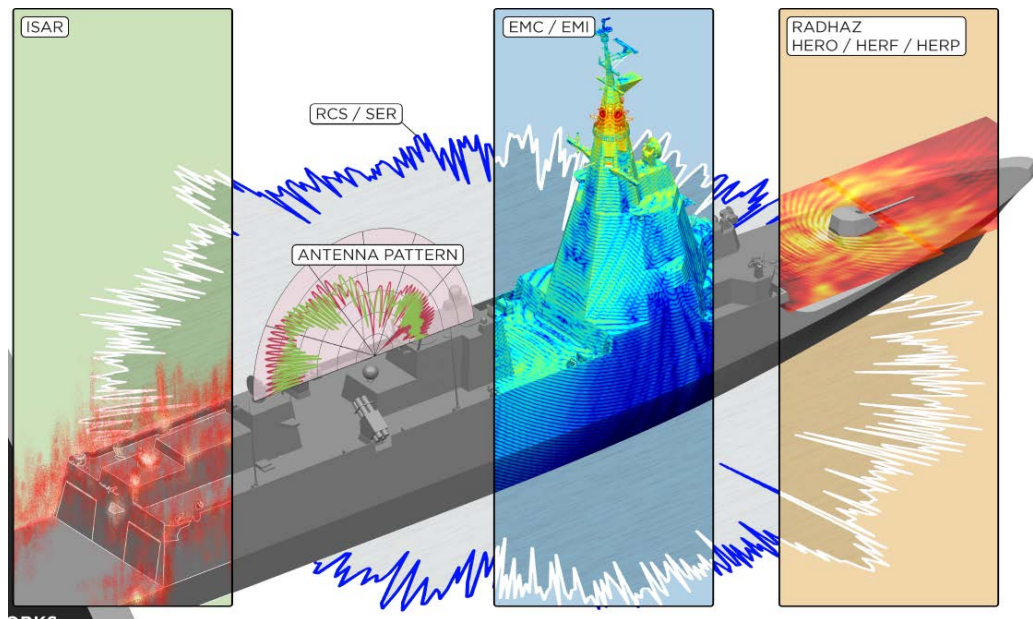 ISAR
EMC / EMI
RADHAZ
HERO / HERF / HERP
RCS / SER
ANTENNA PATTERN